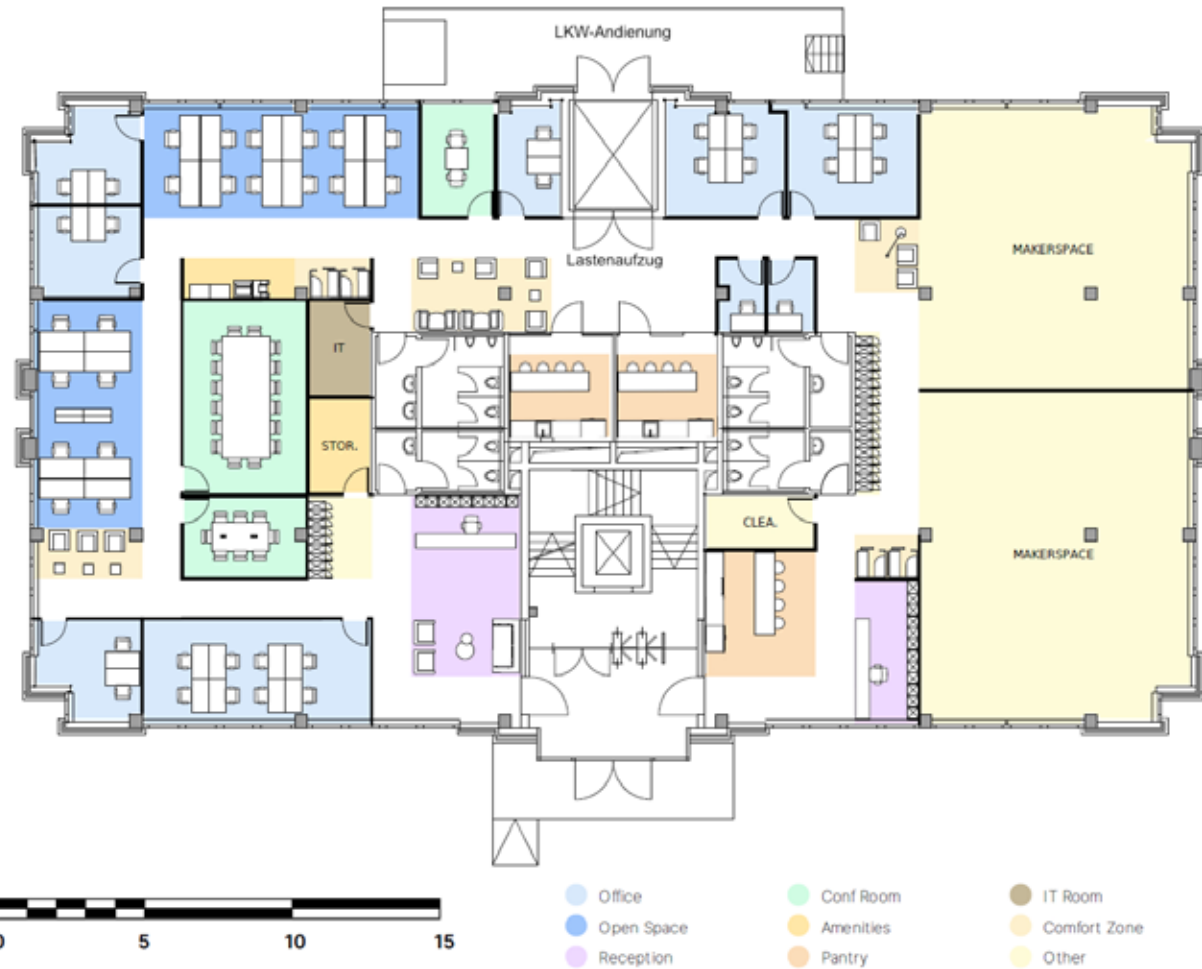 LKW-Andienung
MAKERSPACE
Lastenaufzug
IT
STOR.
CLEA.
MAKERSPACE
0 5 10 15
Office
Conf Room
IT Room
Open Space
Amenities
Comfort Zone
Reception
Pantry
Other